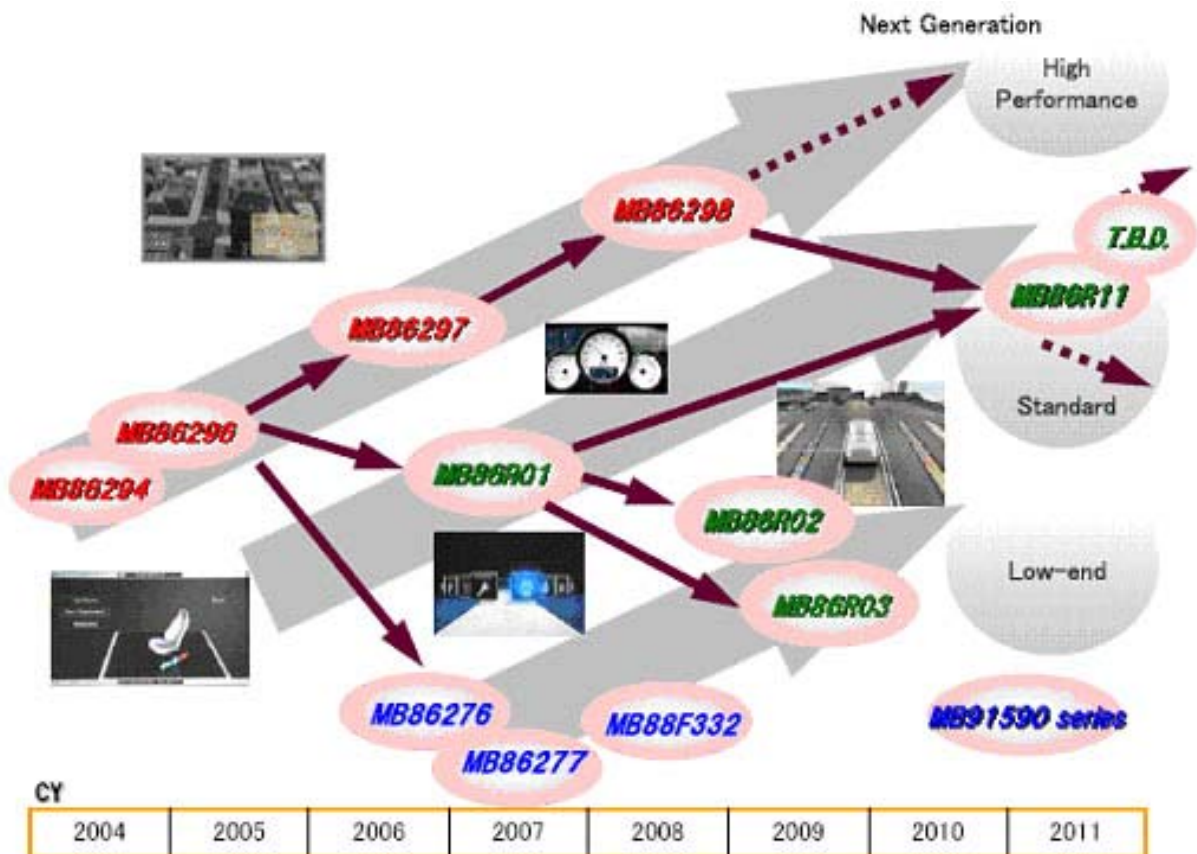 Next Generation
High
Performance
MB86298
T.B.D.
MB86R11
MB86297
Standard
MB86296
MB86294
MB86R01
MB86R02
Low-end
MB86R03
MB86276
MB88F332
MB91590 series
MB86277
CY
2004 2005 2006 2007 2008 2009 2010 2011